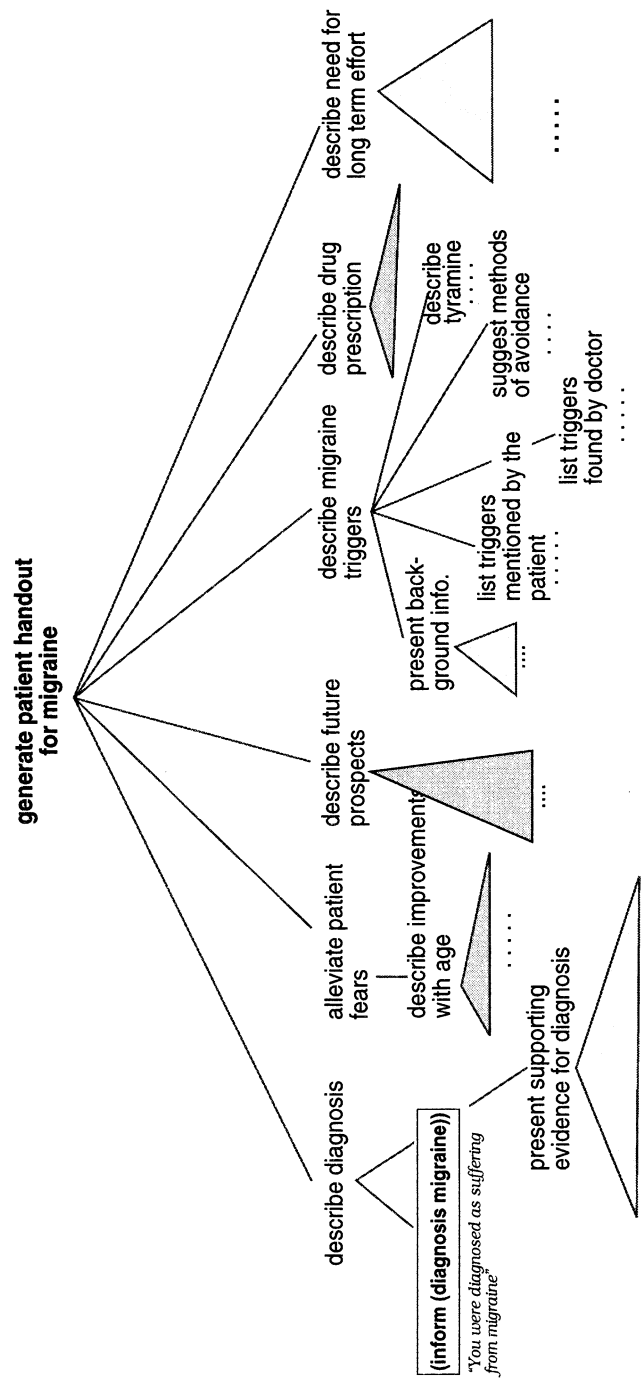 generate patient handout
for migraine
describe diagnosis
alleviate patient
fears
describe future
prospects
describe migraine
triggers
describe drug
prescription
describe need for
long term effort
(inform (diagnosis migraine))
"You were diagnosed as suffering
from migraine"
present supporting
evidence for diagnosis
describe improvements
with age
.....
....
present back-
ground info.
....
list triggers
mentioned by the
patient
.....
list triggers
found by doctor
.....
suggest methods
of avoidance
.....
describe
tyramine
.....
.....